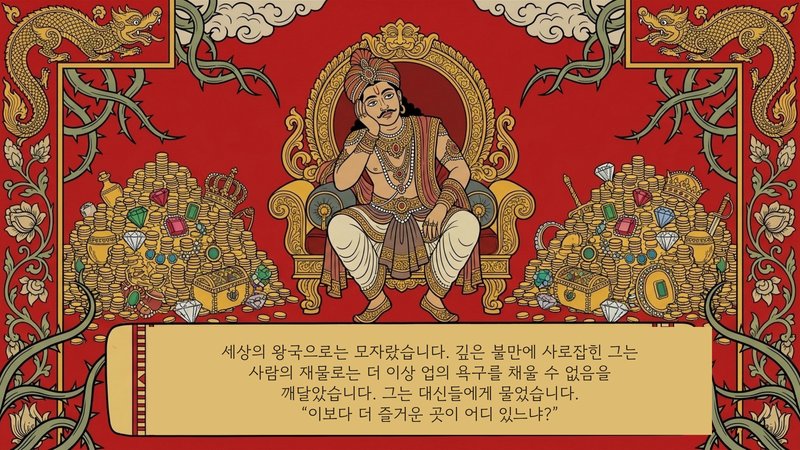 세상의 왕국으로는 모자랐습니다. 깊은 불만에 사로잡힌 그는
사람의 재물로는 더 이상 업의 욕구를 채울 수 없음을
깨달았습니다. 그는 대신들에게 물었습니다.
“이보다 더 즐거운 곳이 어디 있느냐?”